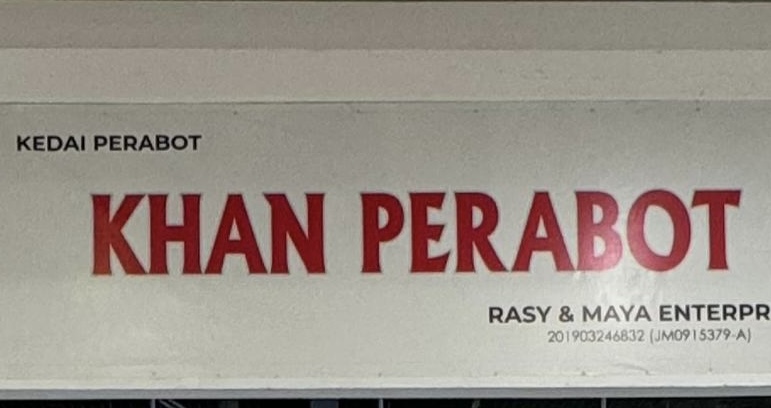 KEDAI PERABOT
KHAN PERABOT
RASY & MAYA ENTERPR
201903246832 (JM0915379-A)